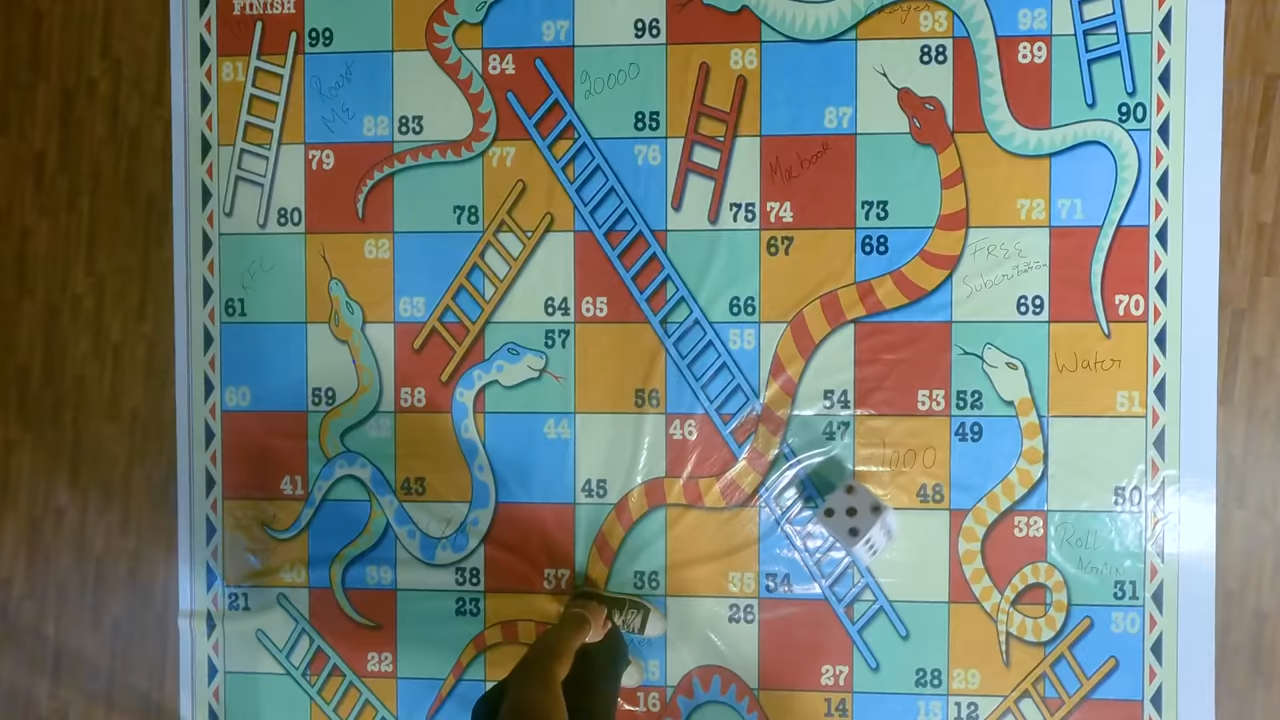 FINISH 99 97 96 93 92
81 84 86 88 89
Roast
ME
82 83 20000 85 87 90
79 77 76
Macbook
80 78 75 74 73 72 71
62 67 68 FREE
Subscribtion
KFC
61 63 64 65 66 69 70
57 55 Water
60 59 58 56 54 53 52 51
42 44 46 47 49
-1000
41 43 45 48 50
32 Roll
Again
40 39 38 37 36 35 34 31
21 23 26 30
22 27 28 29
16 14 13 12